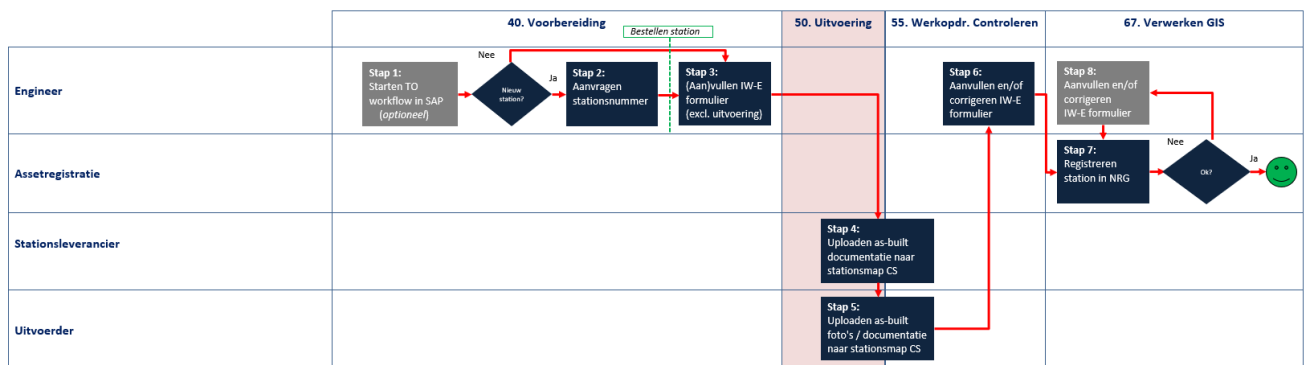 40. Voorbereiding
50. Uitvoering
55. Werkopdr. Controleren
67. Verwerken GIS
Bestellen station
Engineer
Stap 1:
Starten TO
workflow in SAP
(optioneel)
Nee
Nieuw
station?
Ja
Stap 2:
Aanvragen
stationsnummer
Stap 3:
(Aan)vullen IW-E
formulier
(excl. uitvoering)
Stap 6:
Aanvullen en/of
corrigeren IW-E
formulier
Stap 8:
Aanvullen en/of
corrigeren
IW-E formulier
Assetregistratie
Stap 7:
Registreren
station in NRG
Nee
Ok?
Ja
Stationsleverancier
Stap 4:
Uploaden as-built
documentatie naar
stationsmap CS
Uitvoerder
Stap 5:
Uploaden as-built
foto's / documentatie
naar stationsmap CS